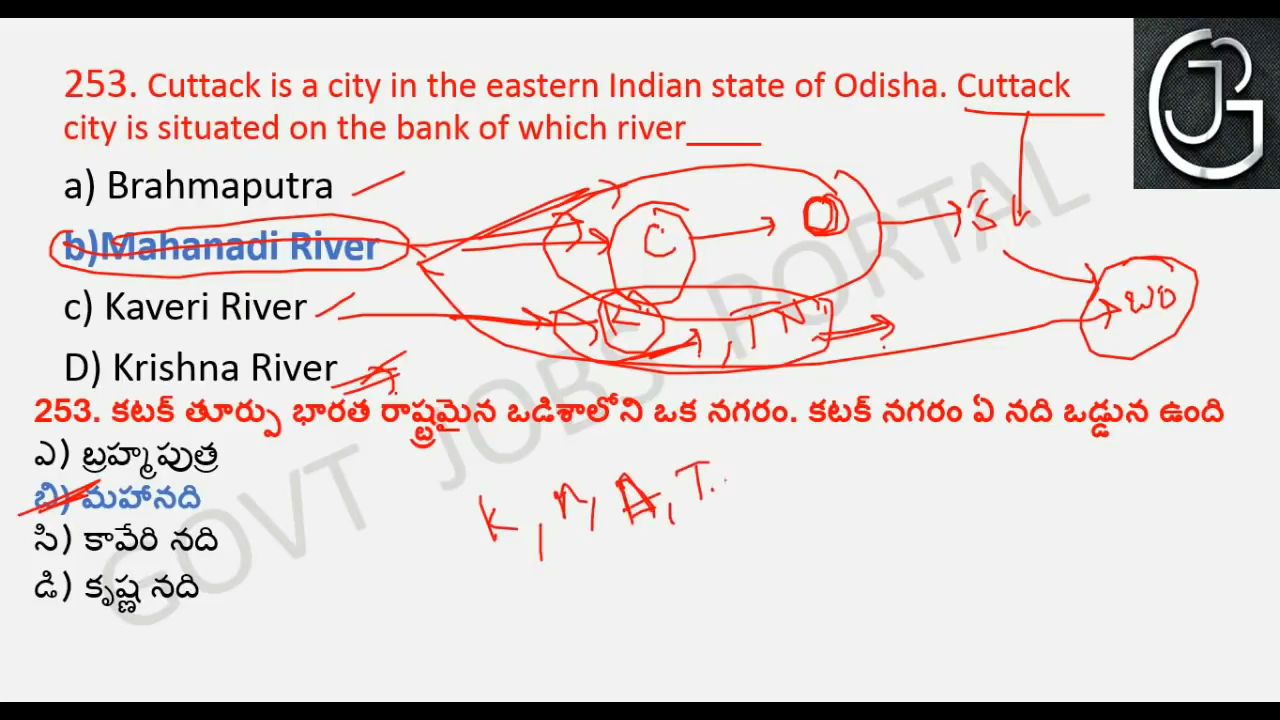 253. Cuttack is a city in the eastern Indian state of Odisha. Cuttack
city is situated on the bank of which river____
a) Brahmaputra
b)Mahanadi River
c) Kaveri River
D) Krishna River
253. కటక్ తూర్పు భారత రాష్ట్రమైన ఒడిశాలోని ఒక నగరం. కటక్ నగరం ఏ నది ఒడ్డున ఉంది
ఎ) బ్రహ్మపుత్ర
బి) మహానది
సి) కావేరి నది
డి) కృష్ణ నది
GOVT JOBS PORTAL
K, A, A, T.